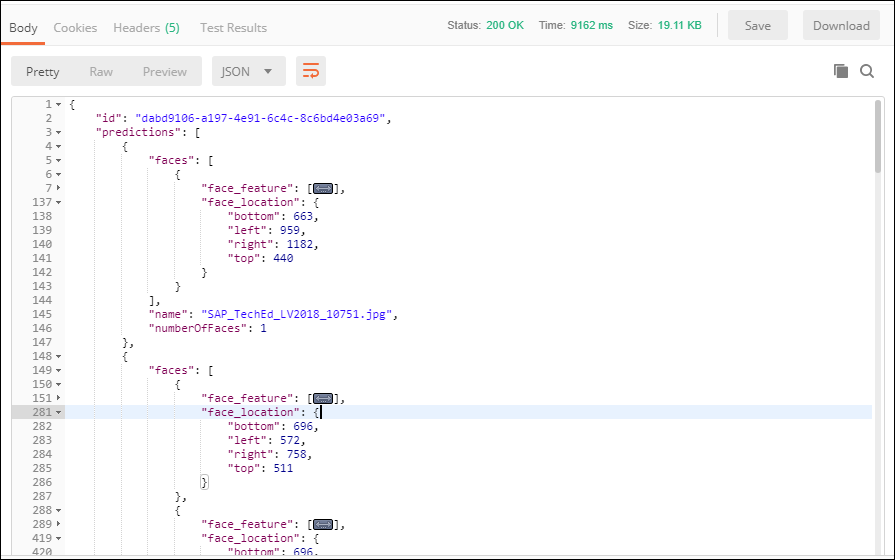 Body Cookies Headers (5) Test Results Status: 200 OK Time: 9162 ms Size: 19.11 KB Save Download
Pretty Raw Preview JSON
1 {
2 "id": "dabd9106-a197-4e91-6c4c-8c6bd4e03a69",
3 "predictions": [
4 {
5 "faces": [
6 {
7 "face_feature": [],
137 "face_location": {
138 "bottom": 663,
139 "left": 959,
140 "right": 1182,
141 "top": 440
142 }
143 }
144 ],
145 "name": "SAP_TechEd_LV2018_10751.jpg",
146 "numberOfFaces": 1
147 },
148 {
149 "faces": [
150 {
151 "face_feature": [],
281 "face_location": {
282 "bottom": 696,
283 "left": 572,
284 "right": 758,
285 "top": 511
286 }
287 },
288 {
289 "face_feature": [],
419 "face_location": {
420 "bottom": 696,